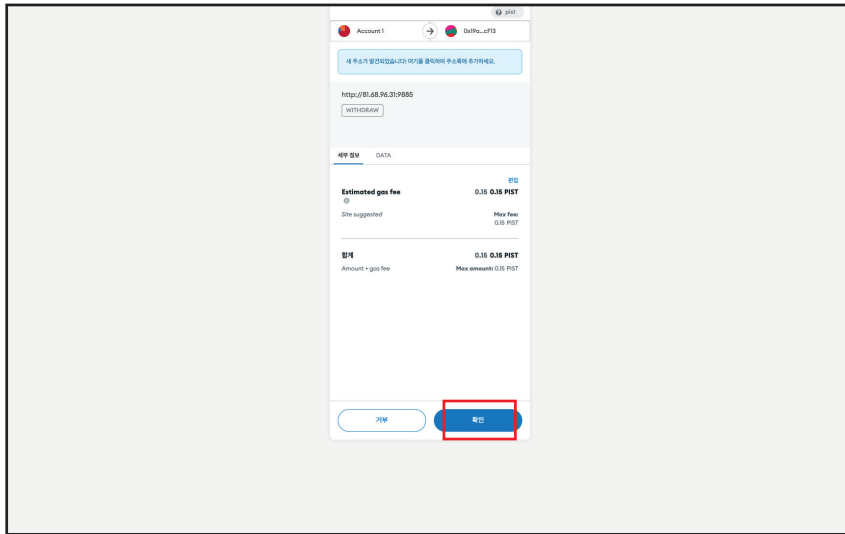 pist
Account 1
0x19a...cF13
새 주소가 발견되었습니다! 여기를 클릭하여 주소록에 추가하세요.
http://81.68.96.31:9885
WITHDRAW
세부 정보 DATA
편집
Estimated gas fee 0.15 0.15 PIST
Site suggested Max fee:
0.15 PIST
합계 0.15 0.15 PIST
Amount + gas fee Max amount: 0.15 PIST
거부 확인